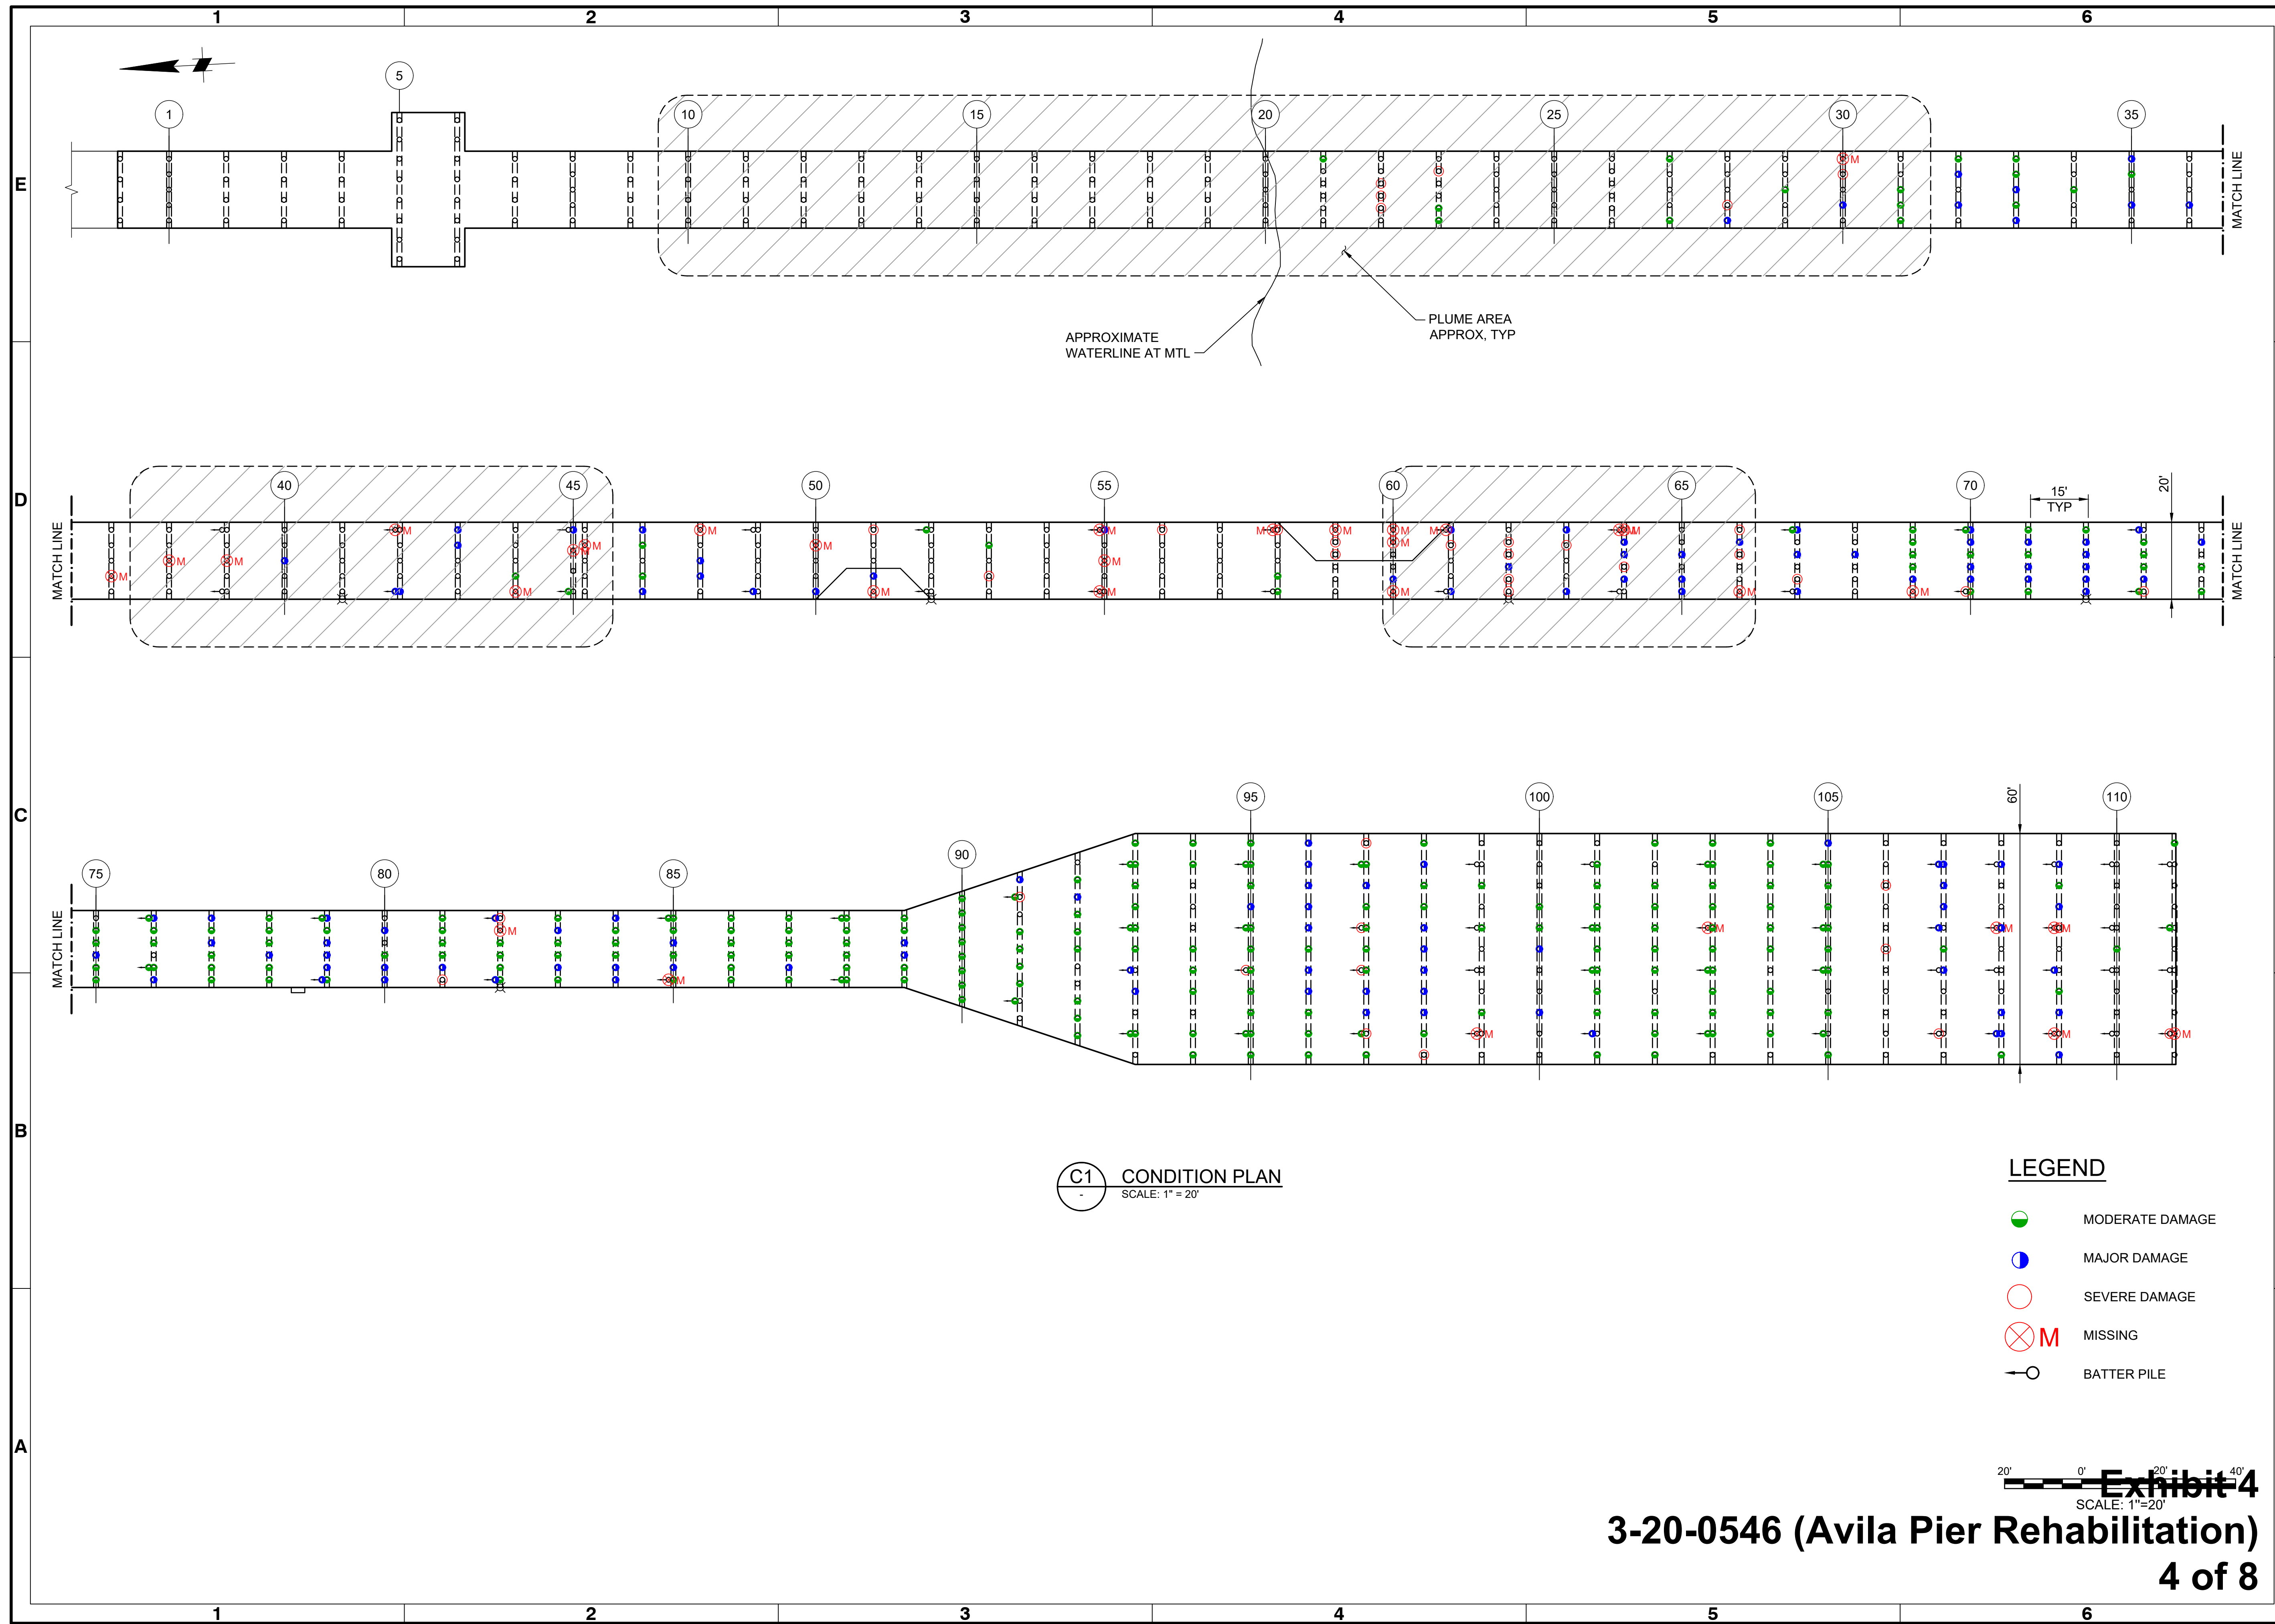 1 2 3 4 5 6
E
D
C
B
A
5
1 10 15 20 25 30 35
M
MATCH LINE
PLUME AREA
APPROX, TYP
APPROXIMATE
WATERLINE AT MTL
40 45 50 55 60 65 70
15'
TYP
20'
MATCH LINE
M M M M M M M M M M M M M M M M M M M M M M
MATCH LINE
95 100 105 110
60'
90
75 80 85
MATCH LINE
M M M M M M M M
C1
-
CONDITION PLAN
SCALE: 1" = 20'
LEGEND
MODERATE DAMAGE
MAJOR DAMAGE
SEVERE DAMAGE
M MISSING
BATTER PILE
20' 0' 20' 40'
SCALE: 1"=20'
Exhibit 4
3-20-0546 (Avila Pier Rehabilitation)
4 of 8
1 2 3 4 5 6